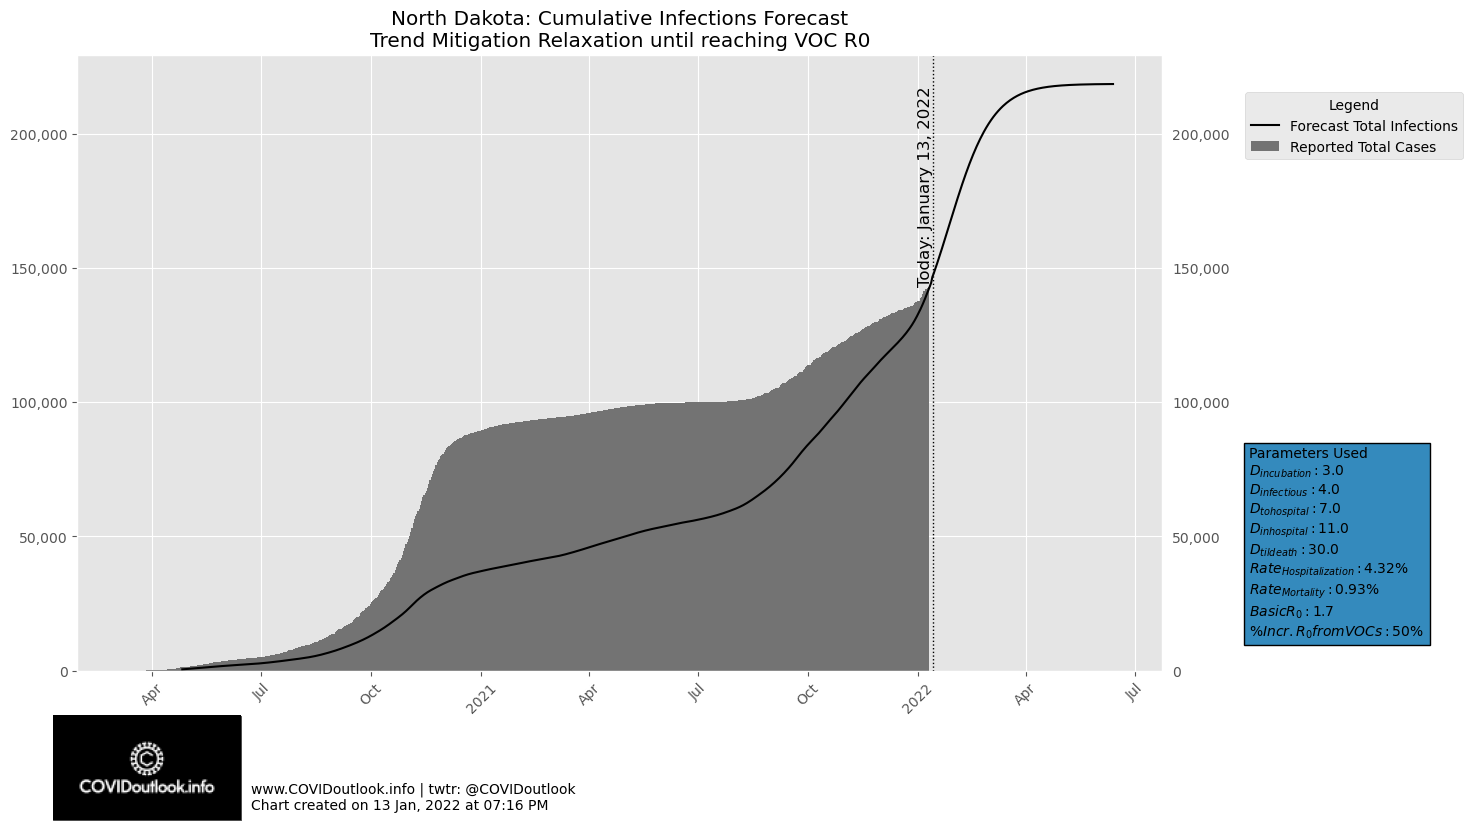 North Dakota: Cumulative Infections Forecast
Trend Mitigation Relaxation until reaching VOC R0
200,000
150,000
100,000
50,000
0
200,000
150,000
100,000
50,000
0
Today: January 13, 2022
Apr
Jul
Oct
2021
Apr
Jul
Oct
2022
Apr
Jul
Legend
Forecast Total Infections
Reported Total Cases
Parameters Used
D_incubation : 3.0
D_infectious : 4.0
D_tohospital : 7.0
D_inhospital : 11.0
D_tildeath : 30.0
Rate_Hospitalization : 4.32%
Rate_Mortality : 0.93%
BasicR_0 : 1.7
%Incr.R_0fromVOCs : 50%
COVIDoutlook.info
www.COVIDoutlook.info | twtr: @COVIDoutlook
Chart created on 13 Jan, 2022 at 07:16 PM